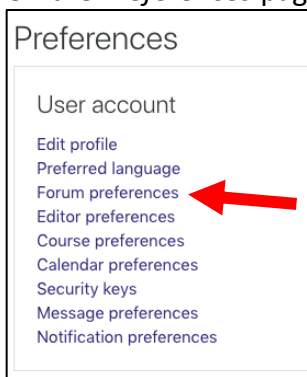 Preferences
User account
Edit profile
Preferred language
Forum preferences
Editor preferences
Course preferences
Calendar preferences
Security keys
Message preferences
Notification preferences